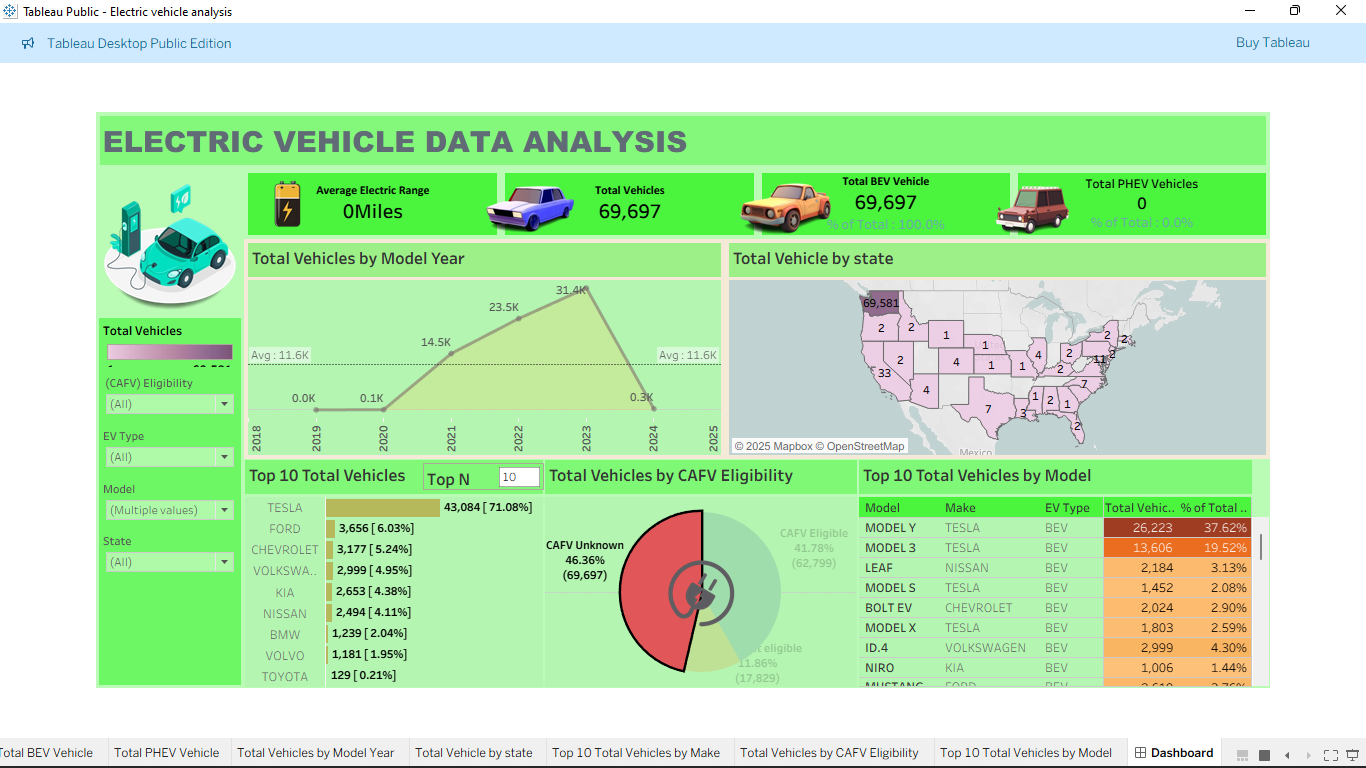 Tableau Public - Electric vehicle analysis
Tableau Desktop Public Edition
Buy Tableau
ELECTRIC VEHICLE DATA ANALYSIS
Average Electric Range
0Miles
Total Vehicles
69,697
Total BEV Vehicle
69,697
% of Total : 100.0%
Total PHEV Vehicles
0
% of Total : 0.0%
Total Vehicles
(CAFV) Eligibility
(All)
EV Type
(All)
Model
(Multiple values)
State
(All)
Total Vehicles by Model Year
31.4K
23.5K
14.5K
Avg : 11.6K
Avg : 11.6K
0.0K
0.1K
0.3K
2018
2019
2020
2021
2022
2023
2024
2025
Total Vehicle by state
69,581
2
2
1
1
2
4
1
1
4
2
2
33
4
7
3
1
2
1
7
2
11
2
2
23
© 2025 Mapbox © OpenStreetMap
Mexico
Top 10 Total Vehicles
Top N
10
TESLA 43,084 [ 71.08%]
FORD 3,656 [ 6.03%]
CHEVROLET 3,177 [ 5.24%]
VOLKSWA.. 2,999 [ 4.95%]
KIA 2,653 [ 4.38%]
NISSAN 2,494 [ 4.11%]
BMW 1,239 [ 2.04%]
VOLVO 1,181 [ 1.95%]
TOYOTA 129 [ 0.21%]
Total Vehicles by CAFV Eligibility
CAFV Unknown
46.36%
(69,697)
CAFV Eligible
41.78%
(62,799)
eligible
11.86%
(17,829)
Top 10 Total Vehicles by Model
Model Make EV Type Total Vehic.. % of Total ..
MODEL Y TESLA BEV 26,223 37.62%
MODEL 3 TESLA BEV 13,606 19.52%
LEAF NISSAN BEV 2,184 3.13%
MODEL S TESLA BEV 1,452 2.08%
BOLT EV CHEVROLET BEV 2,024 2.90%
MODEL X TESLA BEV 1,803 2.59%
ID.4 VOLKSWAGEN BEV 2,999 4.30%
NIRO KIA BEV 1,006 1.44%
MUSTANG FORD BEV
Total BEV Vehicle
Total PHEV Vehicle
Total Vehicles by Model Year
Total Vehicle by state
Top 10 Total Vehicles by Make
Total Vehicles by CAFV Eligibility
Top 10 Total Vehicles by Model
Dashboard